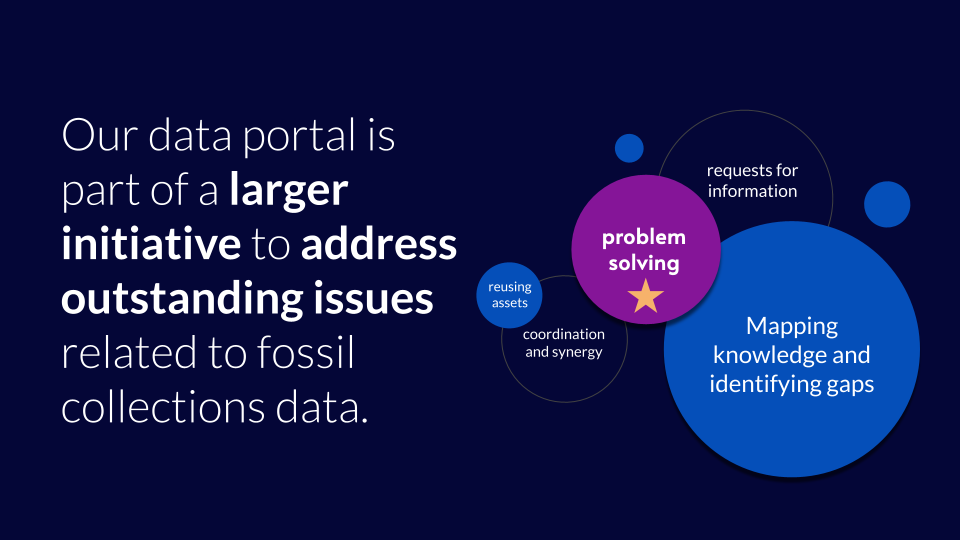 Our data portal is
part of a larger
initiative to address
outstanding issues
related to fossil
collections data.
requests for
information
problem
solving
reusing
assets
coordination
and synergy
Mapping
knowledge and
identifying gaps